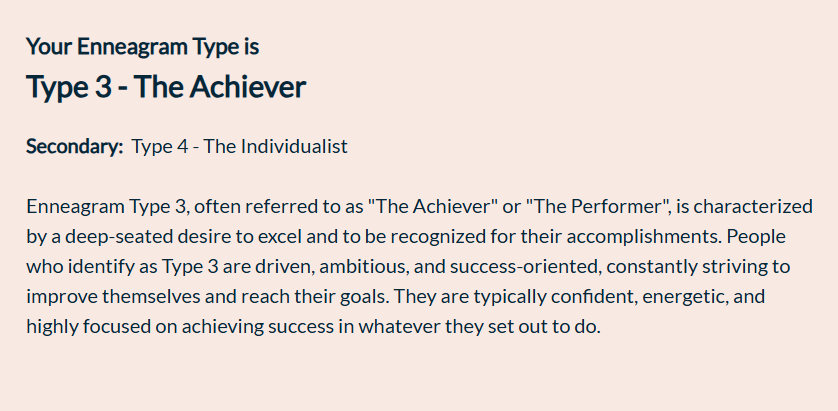 Your Enneagram Type is
Type 3 - The Achiever
Secondary: Type 4 - The Individualist
Enneagram Type 3, often referred to as "The Achiever" or "The Performer", is characterized
by a deep-seated desire to excel and to be recognized for their accomplishments. People
who identify as Type 3 are driven, ambitious, and success-oriented, constantly striving to
improve themselves and reach their goals. They are typically confident, energetic, and
highly focused on achieving success in whatever they set out to do.